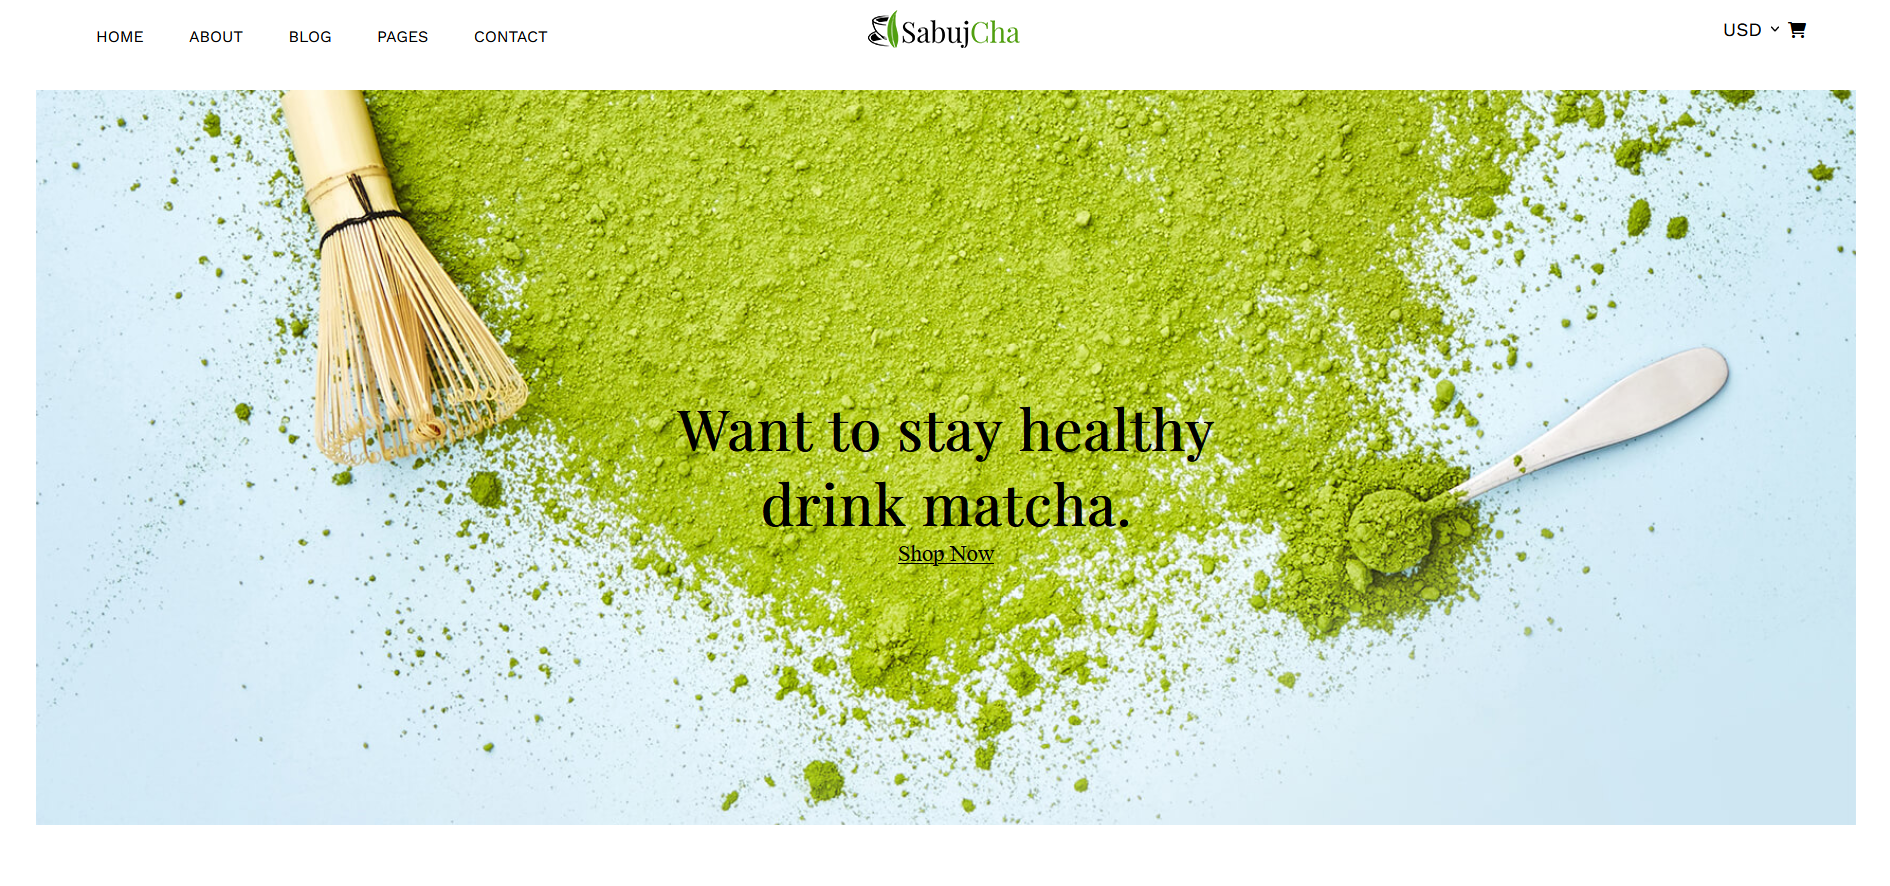 HOME ABOUT BLOG PAGES CONTACT SabujCha USD
Want to stay healthy
drink matcha.
Shop Now